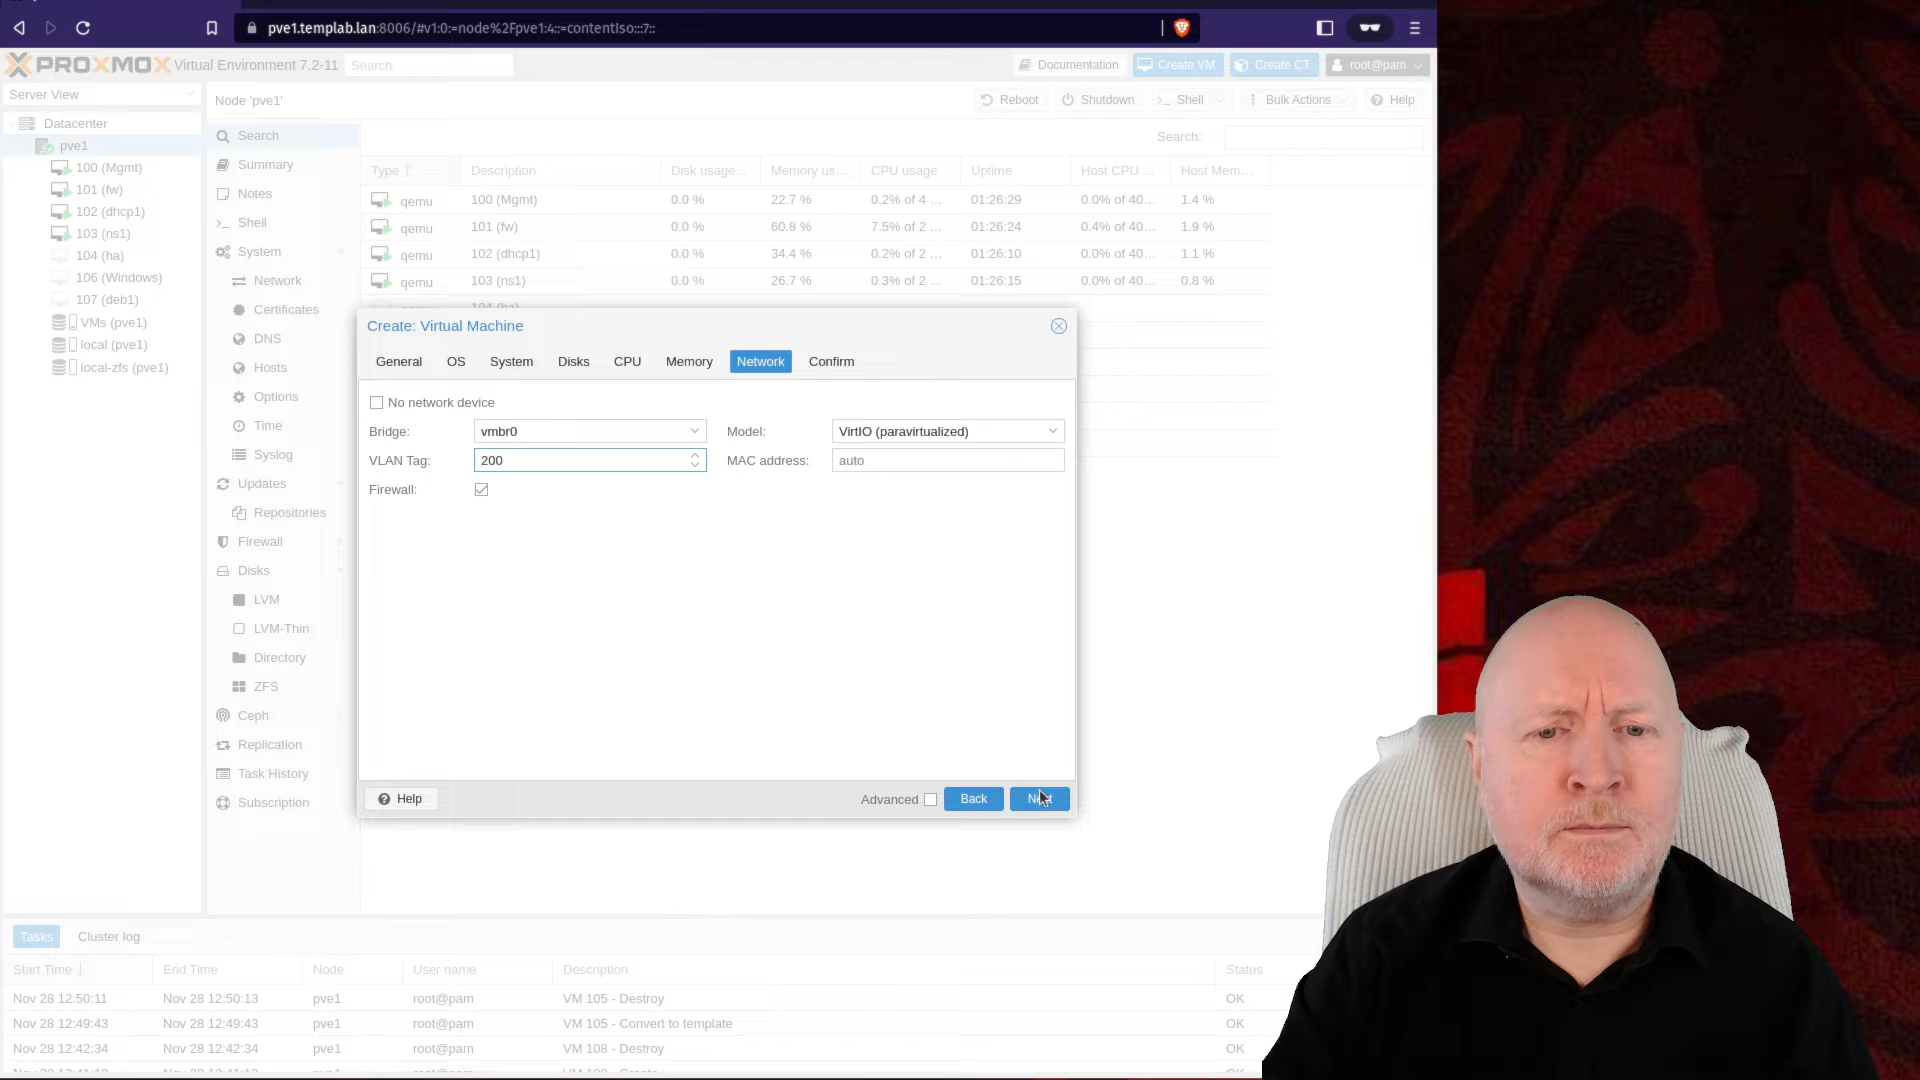 pve1.templab.lan:8006/#v1:0:=node%2Fpve1:4::=contentIso:::7::
PROXMOX Virtual Environment 7.2-11 Search Documentation Create VM Create CT root@pam
Server View
Node 'pve1' Reboot Shutdown Shell Bulk Actions Help
Datacenter
pve1
100 (Mgmt)
101 (fw)
102 (dhcp1)
103 (ns1)
104 (ha)
106 (Windows)
107 (deb1)
VMs (pve1)
local (pve1)
local-zfs (pve1)
Search
Summary
Notes
Shell
System
Network
Certificates
DNS
Hosts
Options
Time
Syslog
Updates
Repositories
Firewall
Disks
LVM
LVM-Thin
Directory
ZFS
Ceph
Replication
Task History
Subscription
Search:
Type Description Disk usage... Memory us... CPU usage Uptime Host CPU ... Host Mem...
qemu 100 (Mgmt) 0.0 % 22.7 % 0.2% of 4 ... 01:26:29 0.0% of 40... 1.4 %
qemu 101 (fw) 0.0 % 60.8 % 7.5% of 2 ... 01:26:24 0.4% of 40... 1.9 %
qemu 102 (dhcp1) 0.0 % 34.4 % 0.2% of 2 ... 01:26:10 0.0% of 40... 1.1 %
qemu 103 (ns1) 0.0 % 26.7 % 0.3% of 2 ... 01:26:15 0.0% of 40... 0.8 %
Create: Virtual Machine
General OS System Disks CPU Memory Network Confirm
No network device
Bridge: vmbr0 Model: VirtIO (paravirtualized)
VLAN Tag: 200 MAC address: auto
Firewall:
Help Advanced Back
Tasks Cluster log
Start Time End Time Node User name Description Status
Nov 28 12:50:11 Nov 28 12:50:13 pve1 root@pam VM 105 - Destroy OK
Nov 28 12:49:43 Nov 28 12:49:43 pve1 root@pam VM 105 - Convert to template OK
Nov 28 12:42:34 Nov 28 12:42:34 pve1 root@pam VM 108 - Destroy OK